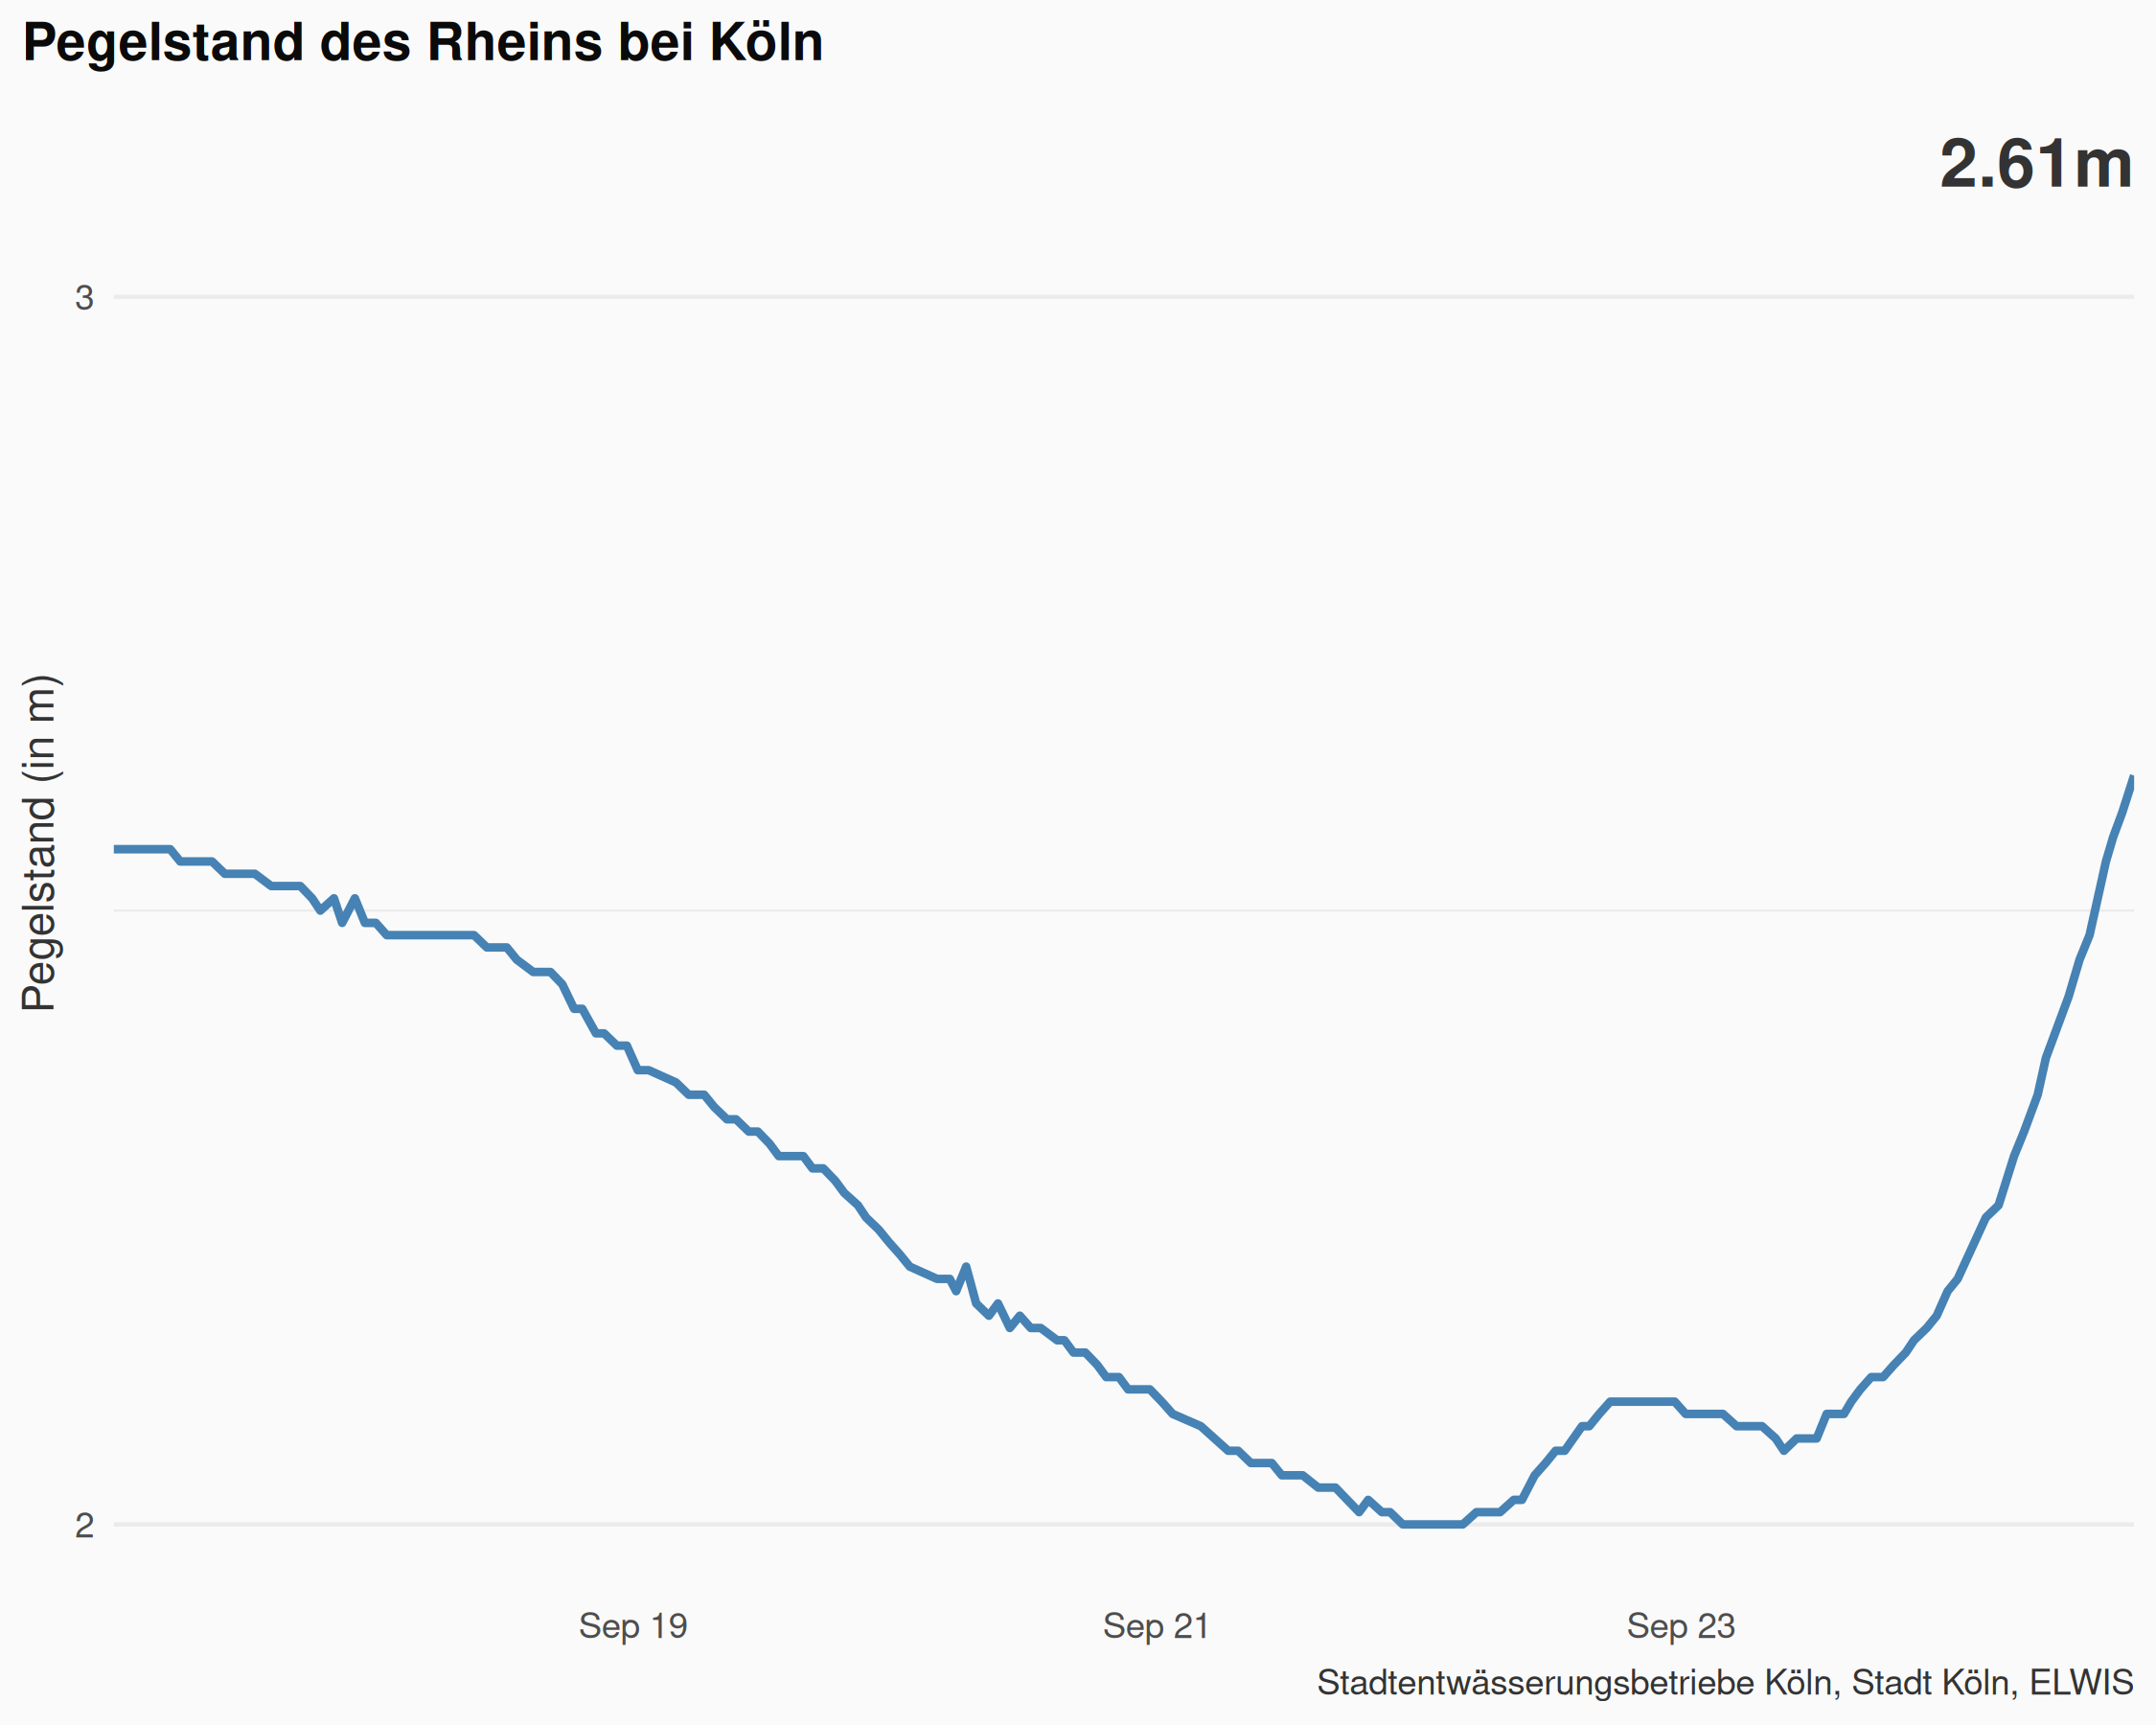 Pegelstand des Rheins bei Köln
2.61m
3
Pegelstand (in m)
2
Sep 19
Sep 21
Sep 23
Stadtentwässerungsbetriebe Köln, Stadt Köln, ELWIS